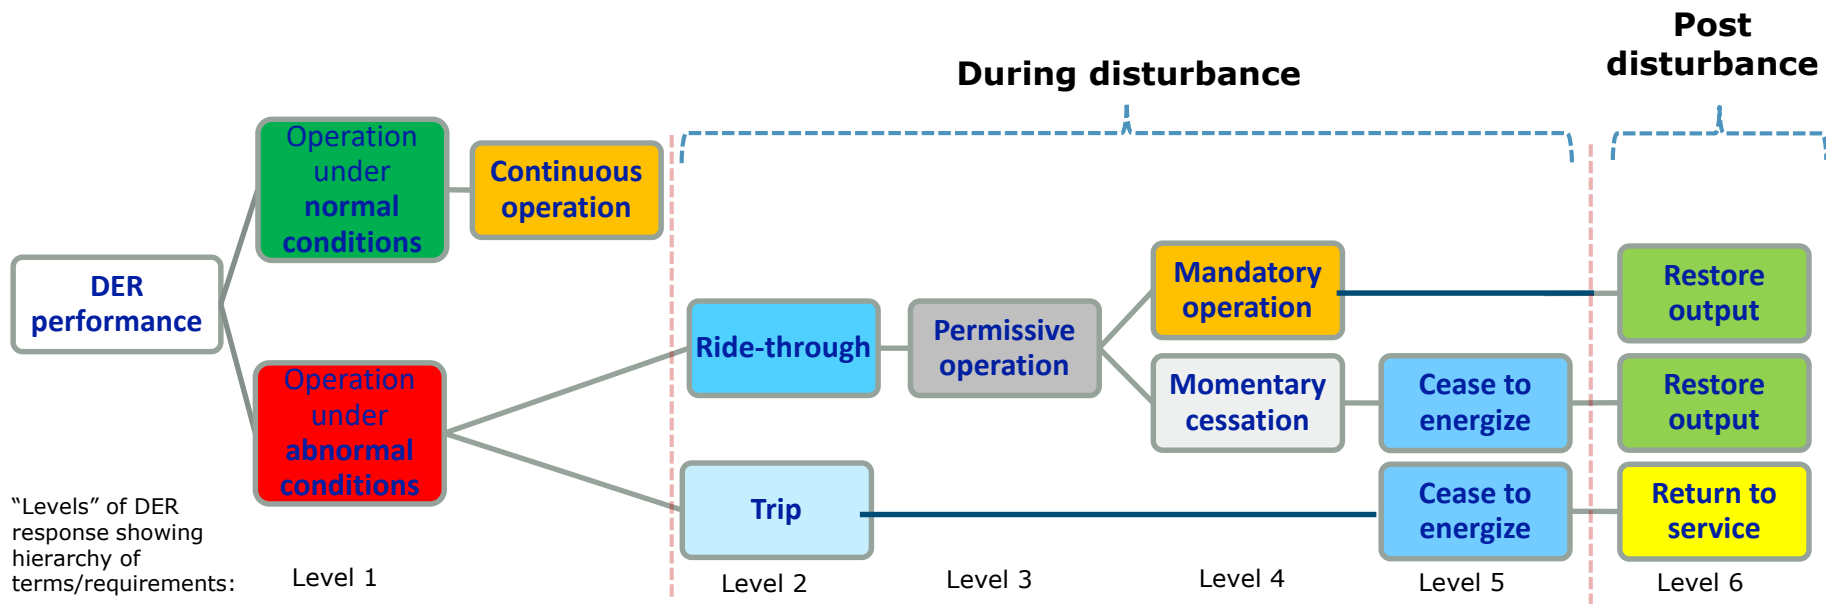 Post
disturbance
During disturbance
Operation
under
normal
conditions
Continuous
operation
DER
performance
Mandatory
operation
Restore
output
Ride-through
Permissive
operation
Operation
under
abnormal
conditions
Momentary
cessation
Cease to
energize
Restore
output
Trip
Cease to
energize
Return to
service
“Levels” of DER
response showing
hierarchy of
terms/requirements:
Level 1
Level 2
Level 3
Level 4
Level 5
Level 6